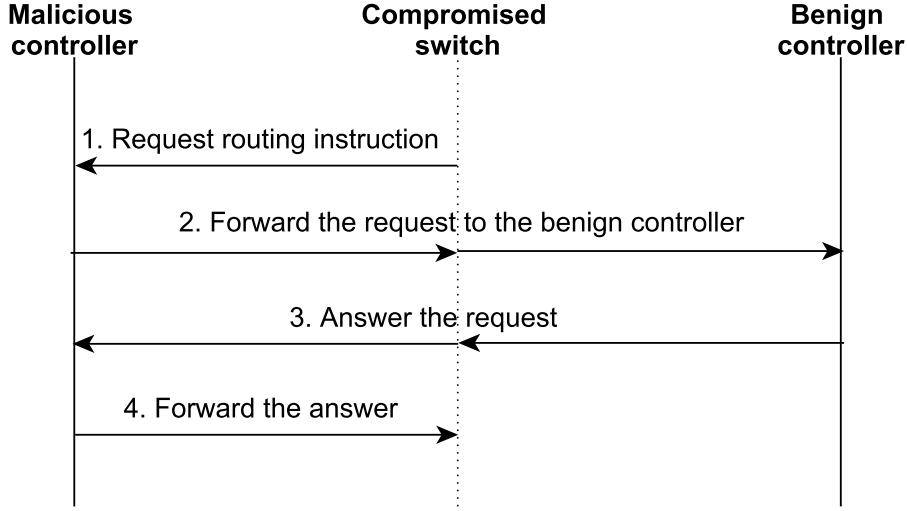 Malicious
controller
Compromised
switch
Benign
controller
1. Request routing instruction
2. Forward the request to the benign controller
3. Answer the request
4. Forward the answer